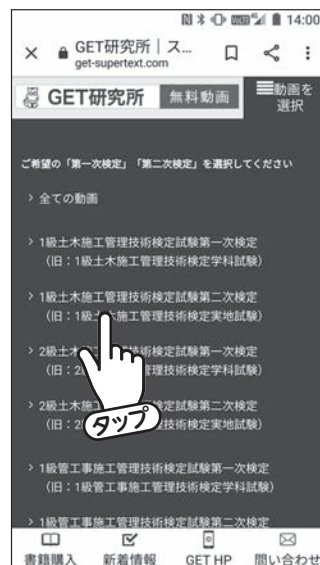 14:00
GET研究所｜ス...
get-supertext.com
GET研究所
無料動画
動画を
選択
ご希望の「第一次検定」「第二次検定」を選択してください
> 全ての動画
> 1級土木施工管理技術検定試験第一次検定
（旧：1級土木施工管理技術検定学科試験）
> 1級土木施工管理技術検定試験第二次検定
（旧：1級土木施工管理技術検定実地試験）
> 2級土木 技術検定試験第一次検定
（旧：2 管理技術検定学科試験）
> 2級土木施 技術検定試験第二次検定
（旧：2 技術検定実地試験）
タップ
> 1級管工事施工管理技術検定試験第一次検定
（旧：1級管工事施工管理技術検定学科試験）
> 1級管工事施工管理技術検定試験第二次検定
書籍購入
新着情報
GET HP
問い合わせ